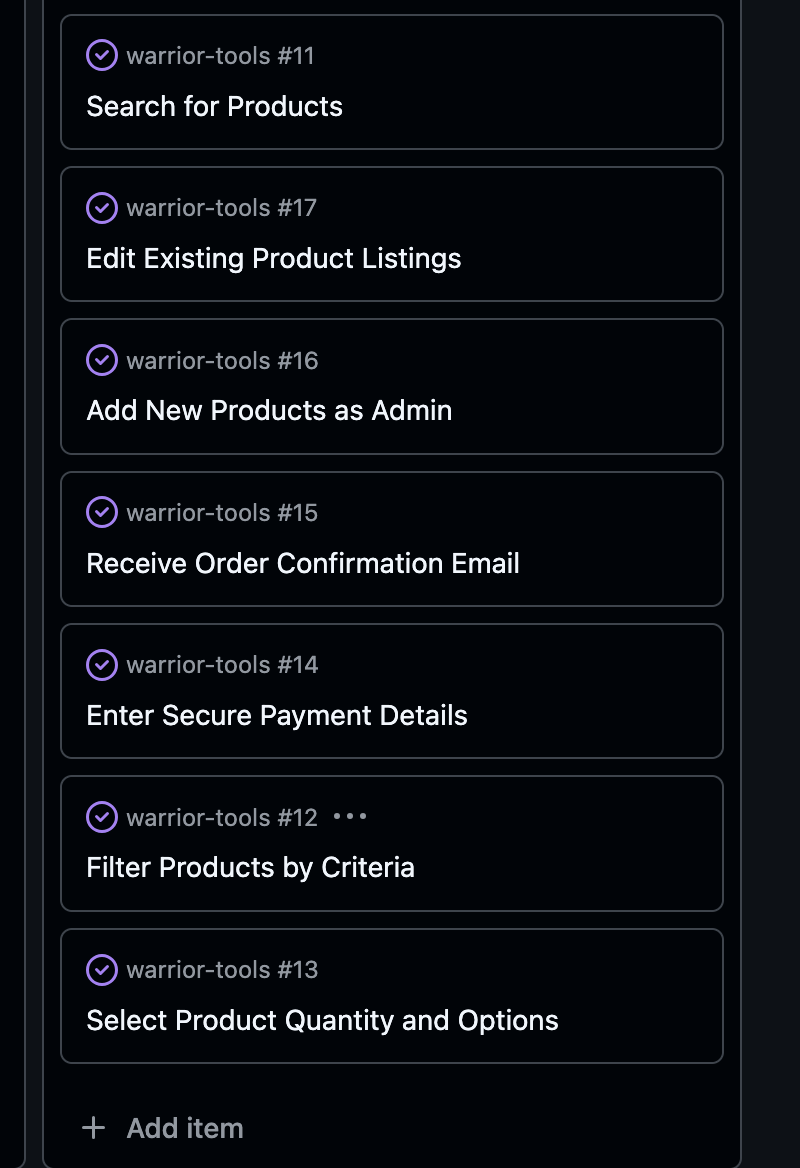 warrior-tools #11
Search for Products
warrior-tools #17
Edit Existing Product Listings
warrior-tools #16
Add New Products as Admin
warrior-tools #15
Receive Order Confirmation Email
warrior-tools #14
Enter Secure Payment Details
warrior-tools #12 ...
Filter Products by Criteria
warrior-tools #13
Select Product Quantity and Options
+ Add item